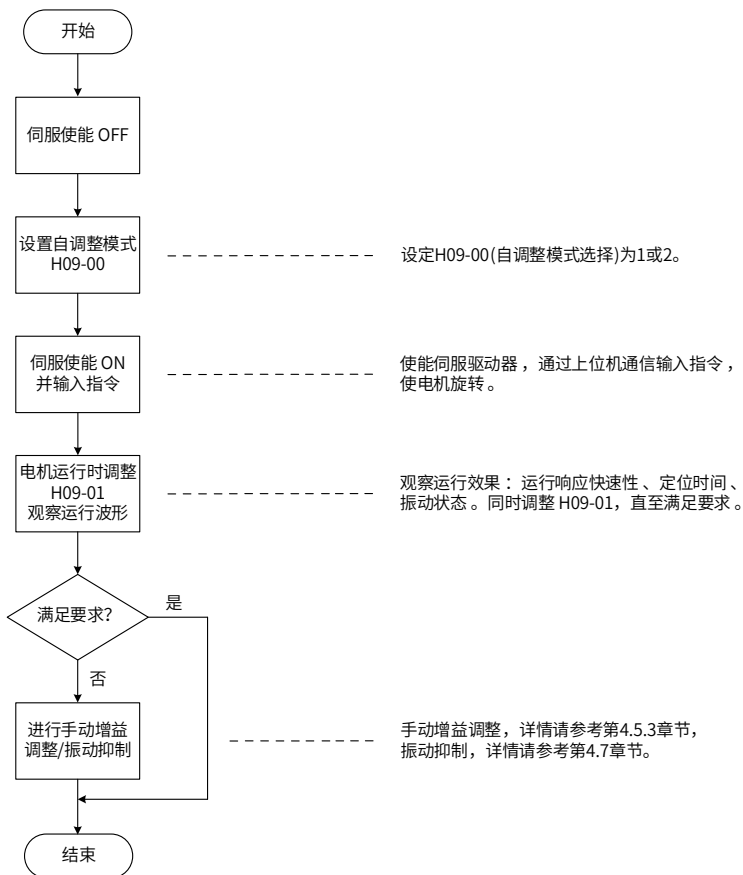 开始
伺服使能 OFF
设置自调整模式
H09-00
设定H09-00(自调整模式选择)为1或2。
伺服使能 ON
并输入指令
使能伺服驱动器，通过上位机通信输入指令，
使电机旋转。
电机运行时调整
H09-01
观察运行波形
观察运行效果：运行响应快速性、定位时间、
振动状态。同时调整 H09-01，直至满足要求。
满足要求？
是
否
进行手动增益
调整/振动抑制
手动增益调整，详情请参考第4.5.3章节，
振动抑制，详情请参考第4.7章节。
结束